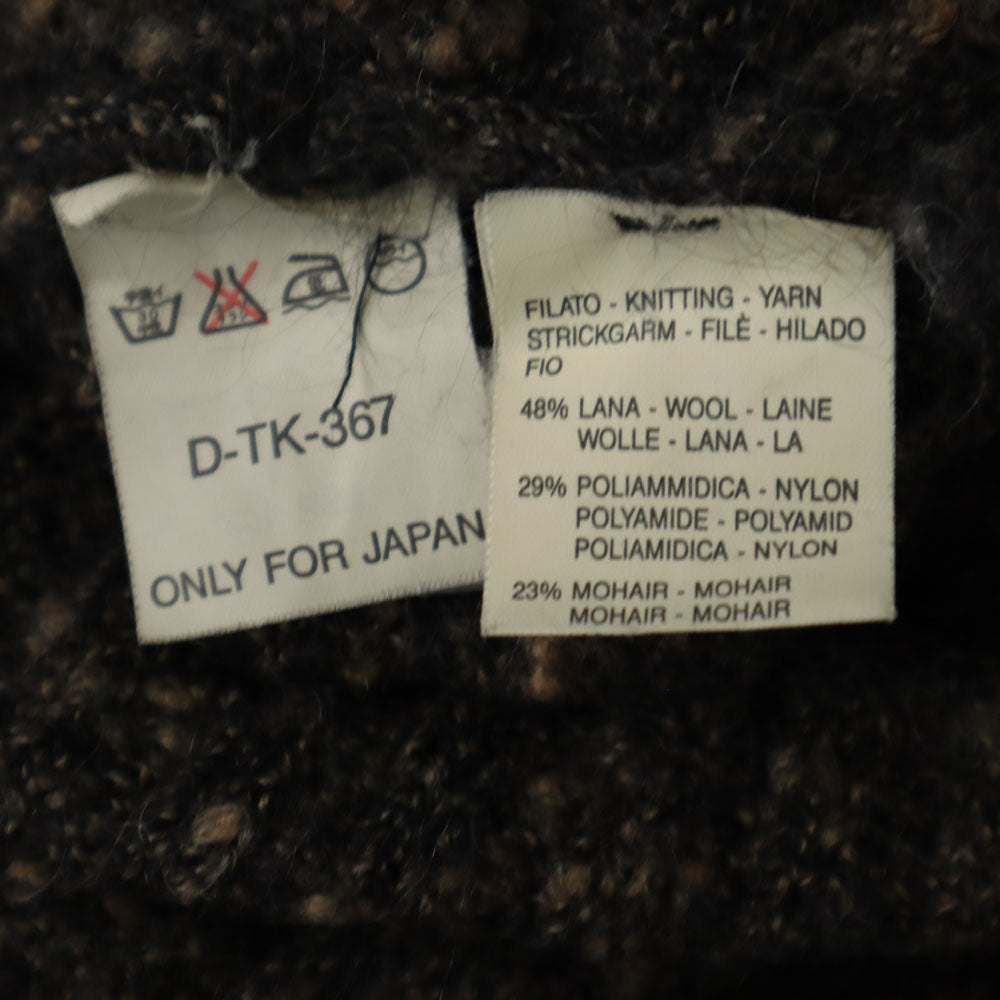 30
D-TK-367
ONLY FOR JAPAN
FILATO - KNITTING - YARN
STRICKGARM - FILÈ - HILADO
FIO
48% LANA - WOOL - LAINE
WOLLE - LANA - LA
29% POLIAMMIDICA - NYLON
POLYAMIDE - POLYAMID
POLIAMIDICA - NYLON
23% MOHAIR - MOHAIR
MOHAIR - MOHAIR